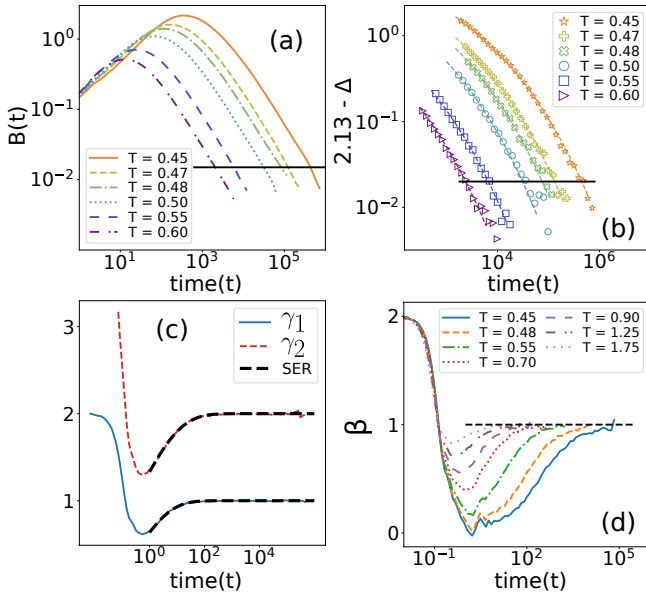 (a)
B(t)
10⁰
10⁻¹
10⁻²
T = 0.45
T = 0.47
T = 0.48
T = 0.50
T = 0.55
T = 0.60
10¹
10³
10⁵
time(t)
(b)
2.13 - Δ
10⁰
10⁻¹
10⁻²
T = 0.45
T = 0.47
T = 0.48
T = 0.50
T = 0.55
T = 0.60
10⁴
10⁶
time(t)
(c)
3
2
1
γ1
γ2
SER
10⁰
10²
10⁴
time(t)
(d)
β
2
1
0
T = 0.45
T = 0.48
T = 0.55
T = 0.70
T = 0.90
T = 1.25
T = 1.75
10⁻¹
10²
10⁵
time(t)